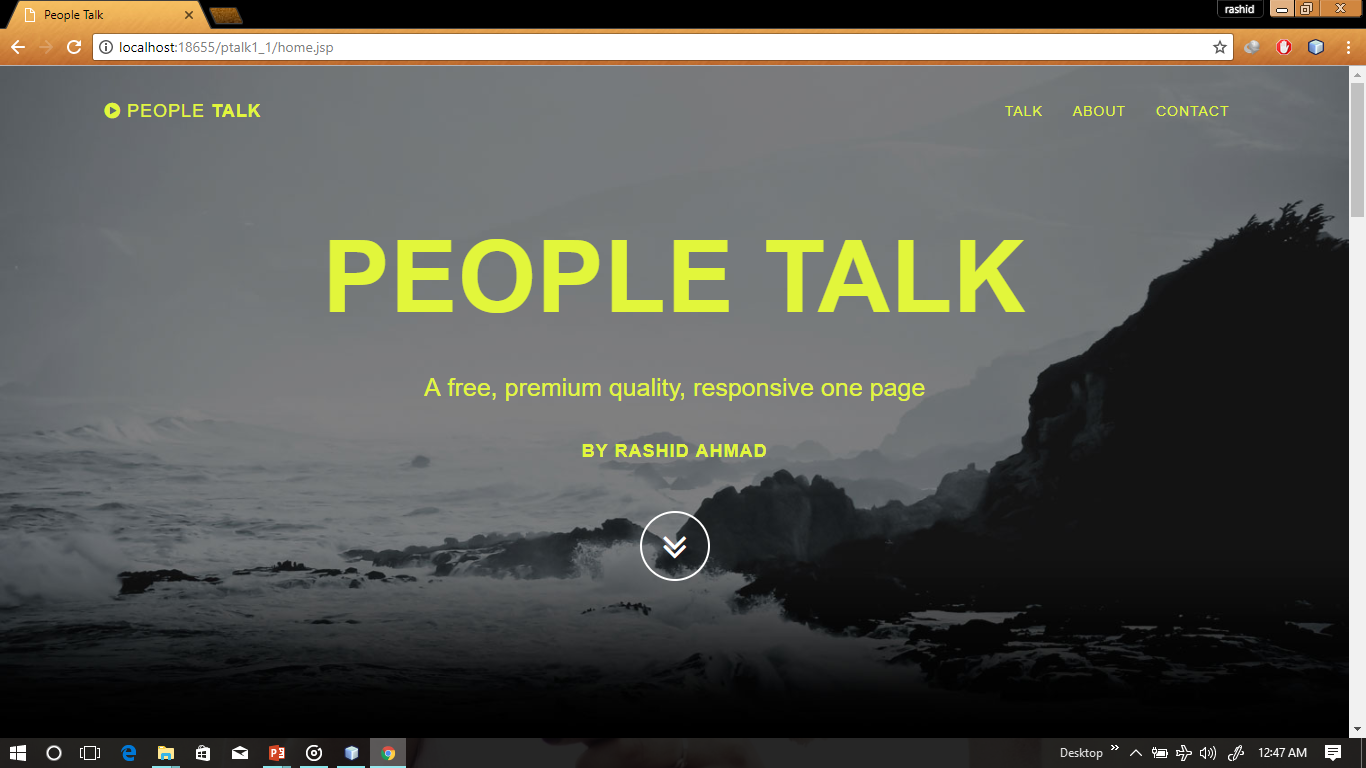 People Talk
rashid
localhost:18655/ptalk1_1/home.jsp
PEOPLE TALK
TALK ABOUT CONTACT
PEOPLE TALK
A free, premium quality, responsive one page
BY RASHID AHMAD
Desktop
12:47 AM